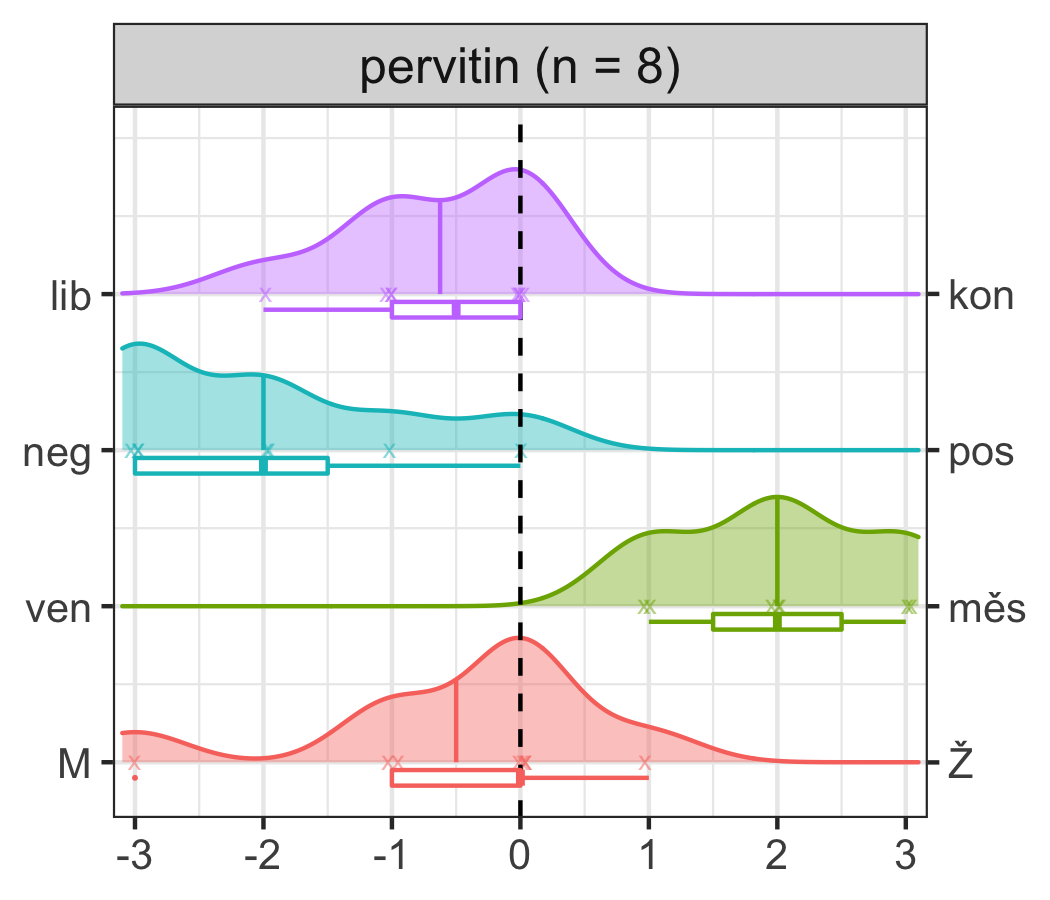 pervitin (n = 8)
lib kon
neg pos
ven měs
M Ž
-3 -2 -1 0 1 2 3